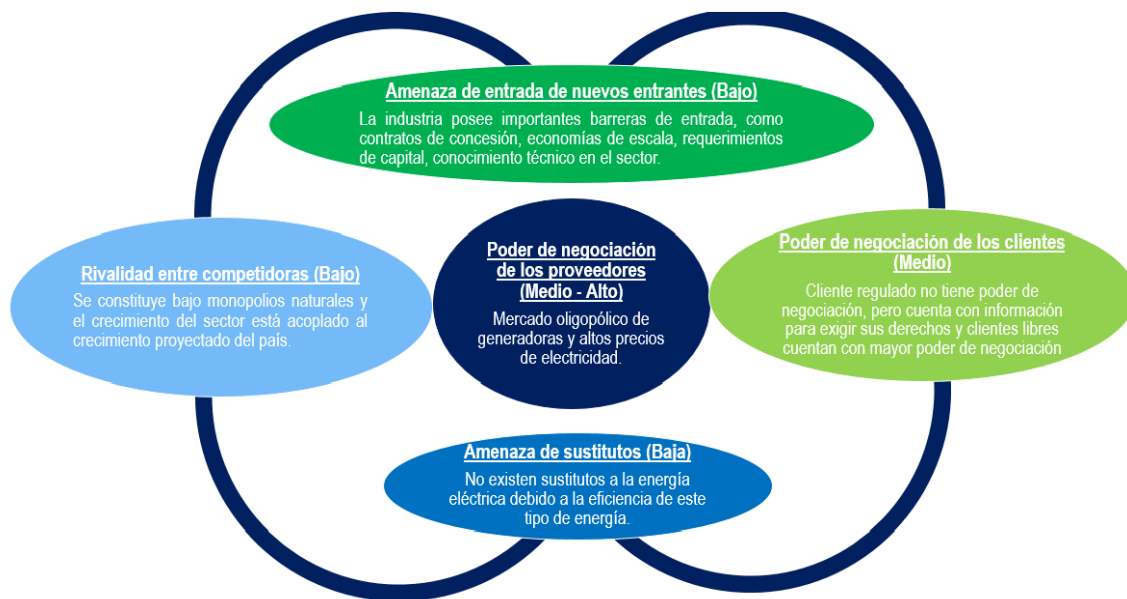 Amenaza de entrada de nuevos entrantes (Bajo)
La industria posee importantes barreras de entrada, como
contratos de concesión, economías de escala, requerimientos
de capital, conocimiento técnico en el sector.
Rivalidad entre competidoras (Bajo)
Se constituye bajo monopolios naturales y
el crecimiento del sector está acoplado al
crecimiento proyectado del país.
Poder de negociación
de los proveedores
(Medio - Alto)
Mercado oligopólico de
generadoras y altos precios
de electricidad.
Poder de negociación de los clientes
(Medio)
Cliente regulado no tiene poder de
negociación, pero cuenta con información
para exigir sus derechos y clientes libres
cuentan con mayor poder de negociación
Amenaza de sustitutos (Baja)
No existen sustitutos a la energía
eléctrica debido a la eficiencia de este
tipo de energía.